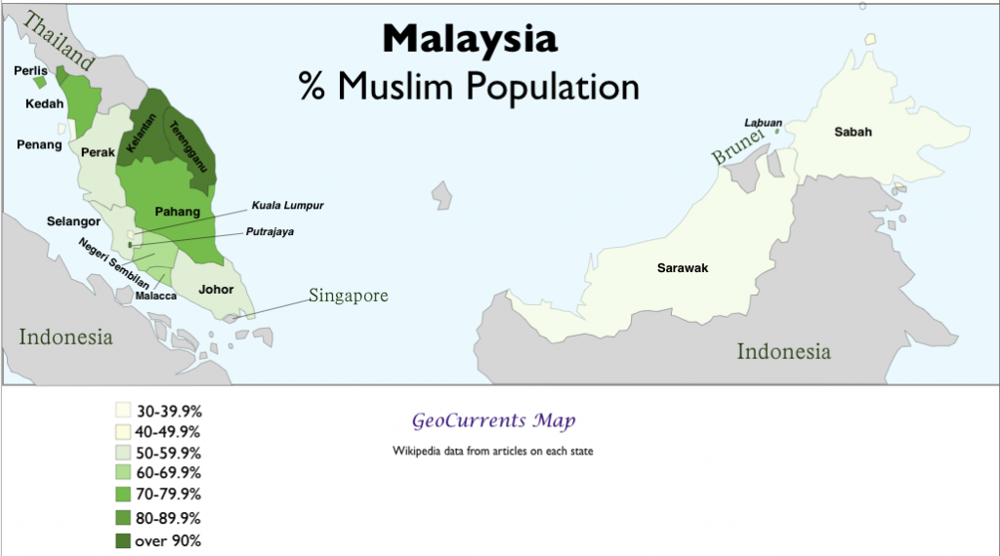 Malaysia
% Muslim Population
Thailand
Perlis
Kedah
Penang
Perak
Kelantan
Terengganu
Pahang
Selangor
Kuala Lumpur
Putrajaya
Negeri Sembilan
Malacca
Johor
Singapore
Indonesia
Labuan
Brunei
Sabah
Sarawak
Indonesia
30-39.9%
40-49.9%
50-59.9%
60-69.9%
70-79.9%
80-89.9%
over 90%
GeoCurrents Map
Wikipedia data from articles on each state